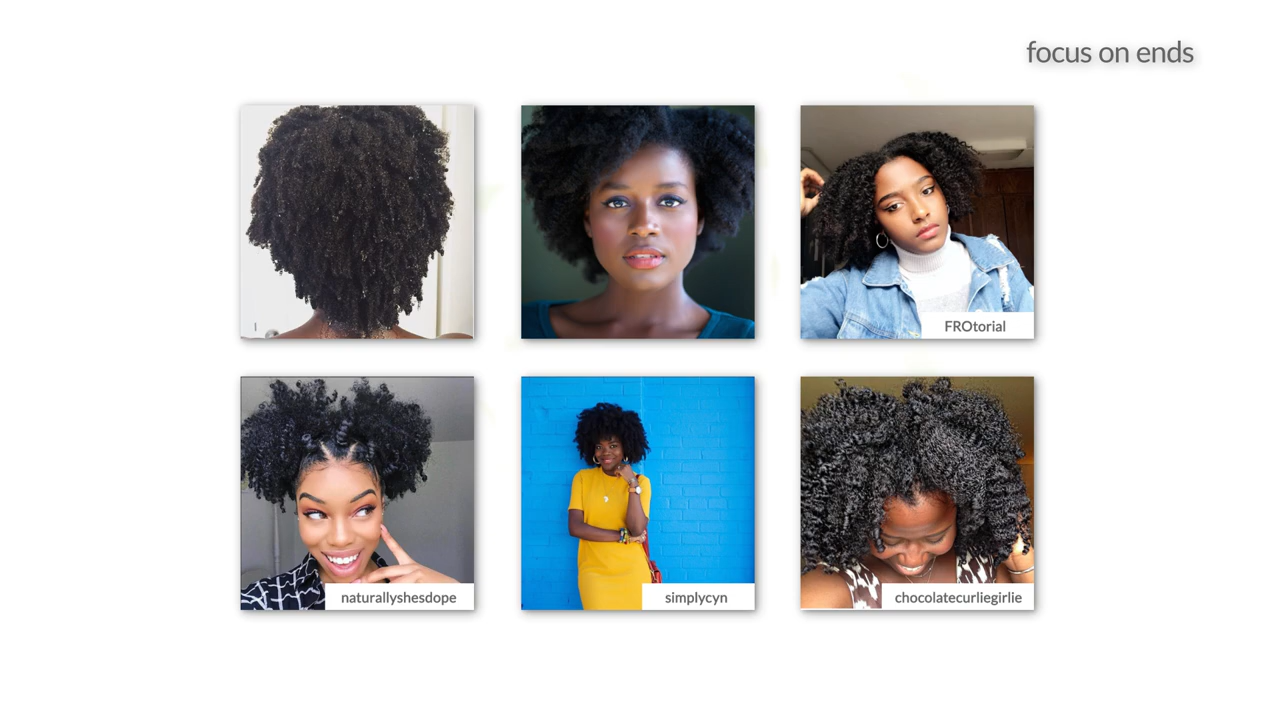 focus on ends
FROtorial
naturallyshesdope
simplycyn
chocolatecurliegirlie